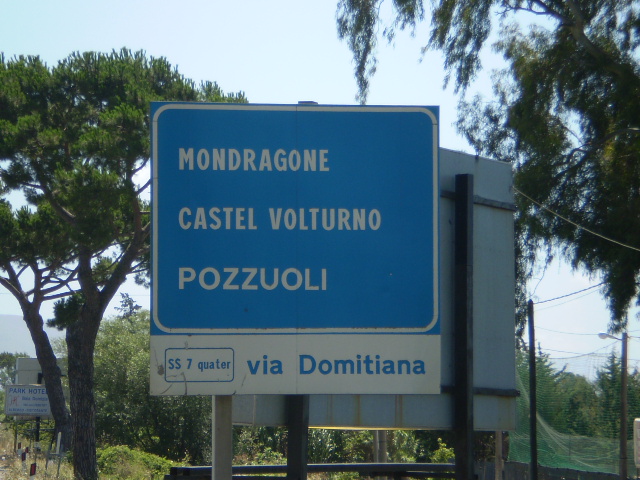 MONDRAGONE
CASTEL VOLTURNO
POZZUOLI
SS 7 quater via Domitiana
PARK HOTEL